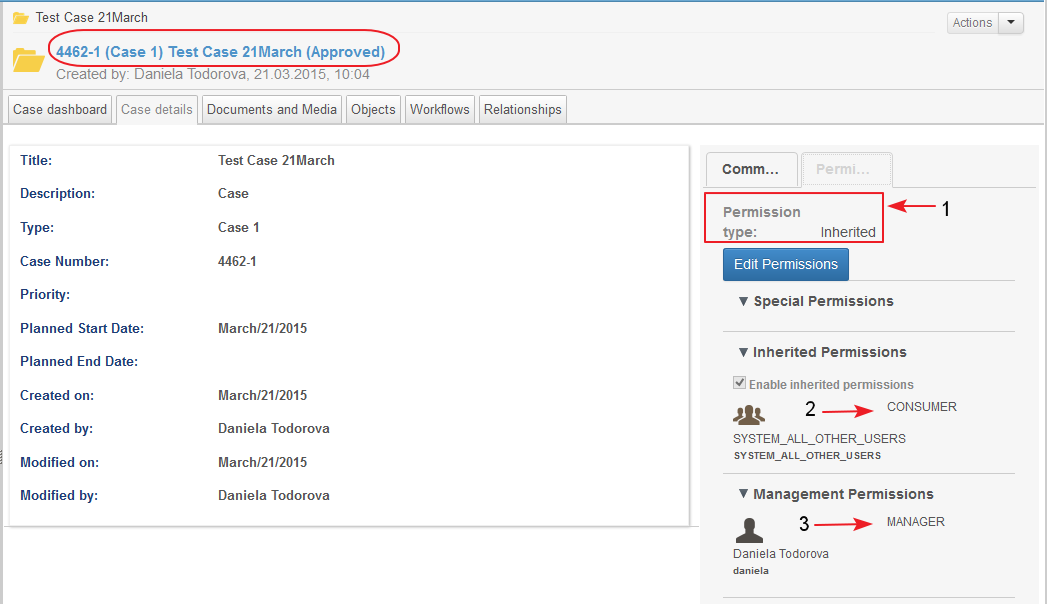 Test Case 21March
Actions
4462-1 (Case 1) Test Case 21March (Approved)
Created by: Daniela Todorova, 21.03.2015, 10:04
Case dashboard
Case details
Documents and Media
Objects
Workflows
Relationships
Title: Test Case 21March
Description: Case
Type: Case 1
Case Number: 4462-1
Priority:
Planned Start Date: March/21/2015
Planned End Date:
Created on: March/21/2015
Created by: Daniela Todorova
Modified on: March/21/2015
Modified by: Daniela Todorova
Comm...
Permi...
Permission
type: Inherited
1
Edit Permissions
▼ Special Permissions
▼ Inherited Permissions
Enable inherited permissions
2
CONSUMER
SYSTEM_ALL_OTHER_USERS
SYSTEM_ALL_OTHER_USERS
▼ Management Permissions
3
MANAGER
Daniela Todorova
daniela